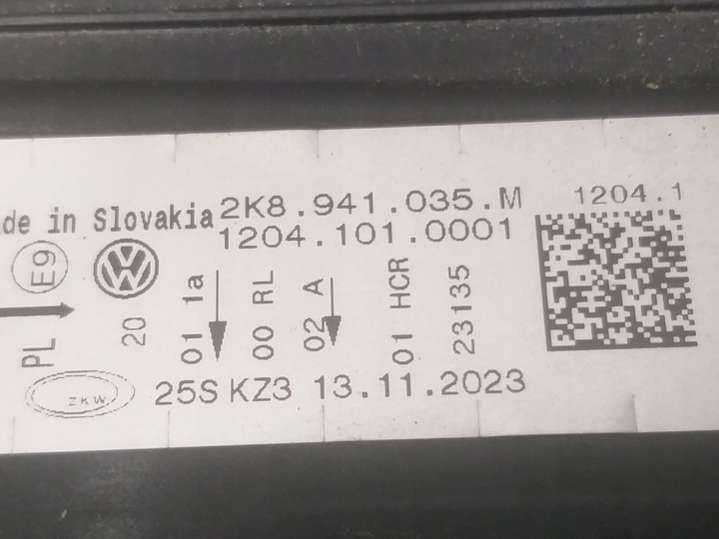 de in Slovakia 2K8.941.035.M 1204.1
1204.101.0001
E9
PL
20
01 1a
00 RL
02 A
01 HCR
23135
ZKW 25S KZ3 13.11.2023